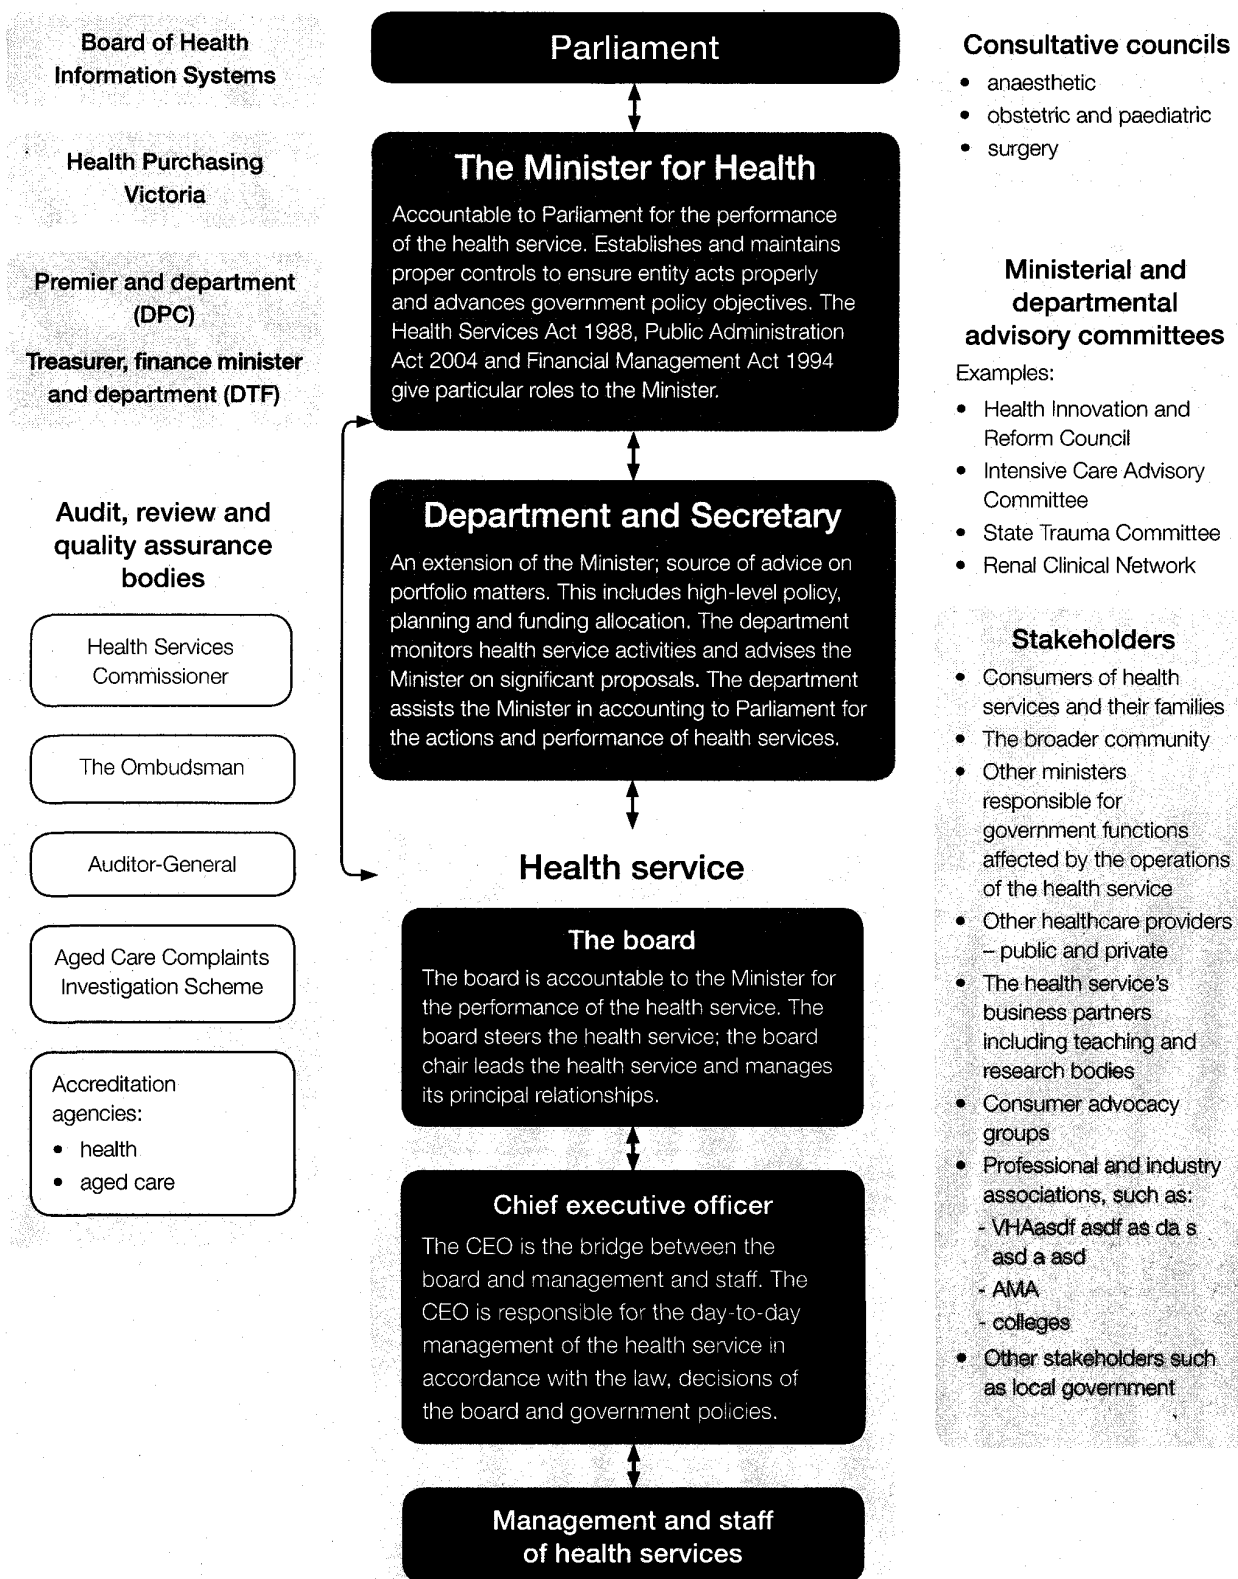 Board of Health
Information Systems
Health Purchasing
Victoria
Premier and department
(DPC)
Treasurer, finance minister
and department (DTF)
Audit, review and
quality assurance
bodies
Health Services
Commissioner
The Ombudsman
Auditor-General
Aged Care Complaints
Investigation Scheme
Accreditation
agencies:
• health
• aged care
Parliament
The Minister for Health
Accountable to Parliament for the performance
of the health service. Establishes and maintains
proper controls to ensure entity acts properly
and advances government policy objectives. The
Health Services Act 1988, Public Administration
Act 2004 and Financial Management Act 1994
give particular roles to the Minister.
Department and Secretary
An extension of the Minister; source of advice on
portfolio matters. This includes high-level policy,
planning and funding allocation. The department
monitors health service activities and advises the
Minister on significant proposals. The department
assists the Minister in accounting to Parliament for
the actions and performance of health services.
Health service
The board
The board is accountable to the Minister for
the performance of the health service. The
board steers the health service; the board
chair leads the health service and manages
its principal relationships.
Chief executive officer
The CEO is the bridge between the
board and management and staff. The
CEO is responsible for the day-to-day
management of the health service in
accordance with the law, decisions of
the board and government policies.
Management and staff
of health services
Consultative councils
• anaesthetic
• obstetric and paediatric
• surgery
Ministerial and
departmental
advisory committees
Examples:
• Health Innovation and
Reform Council
• Intensive Care Advisory
Committee
• State Trauma Committee
• Renal Clinical Network
Stakeholders
• Consumers of health
services and their families
• The broader community
• Other ministers
responsible for
government functions
affected by the operations
of the health service
• Other healthcare providers
– public and private
• The health service's
business partners
including teaching and
research bodies
• Consumer advocacy
groups
• Professional and industry
associations, such as:
- VHAasdf asdf as da s
asd a asd
- AMA
- colleges
• Other stakeholders such
as local government